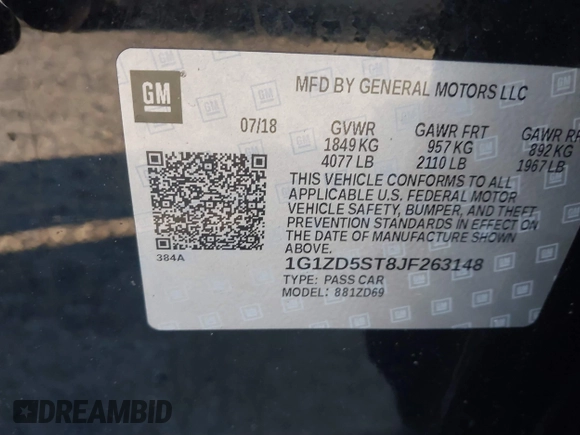 GM
MFD BY GENERAL MOTORS LLC
07/18 GVWR GAWR FRT GAWR RR
1849 KG 957 KG 892 KG
4077 LB 2110 LB 1967 LB
THIS VEHICLE CONFORMS TO ALL
APPLICABLE U.S. FEDERAL MOTOR
VEHICLE SAFETY, BUMPER, AND THEFT
PREVENTION STANDARDS IN EFFECT ON
THE DATE OF MANUFACTURE SHOWN
ABOVE.
384A
1G1ZD5ST8JF263148
TYPE: PASS CAR
MODEL: 881ZD69
DREAMBID